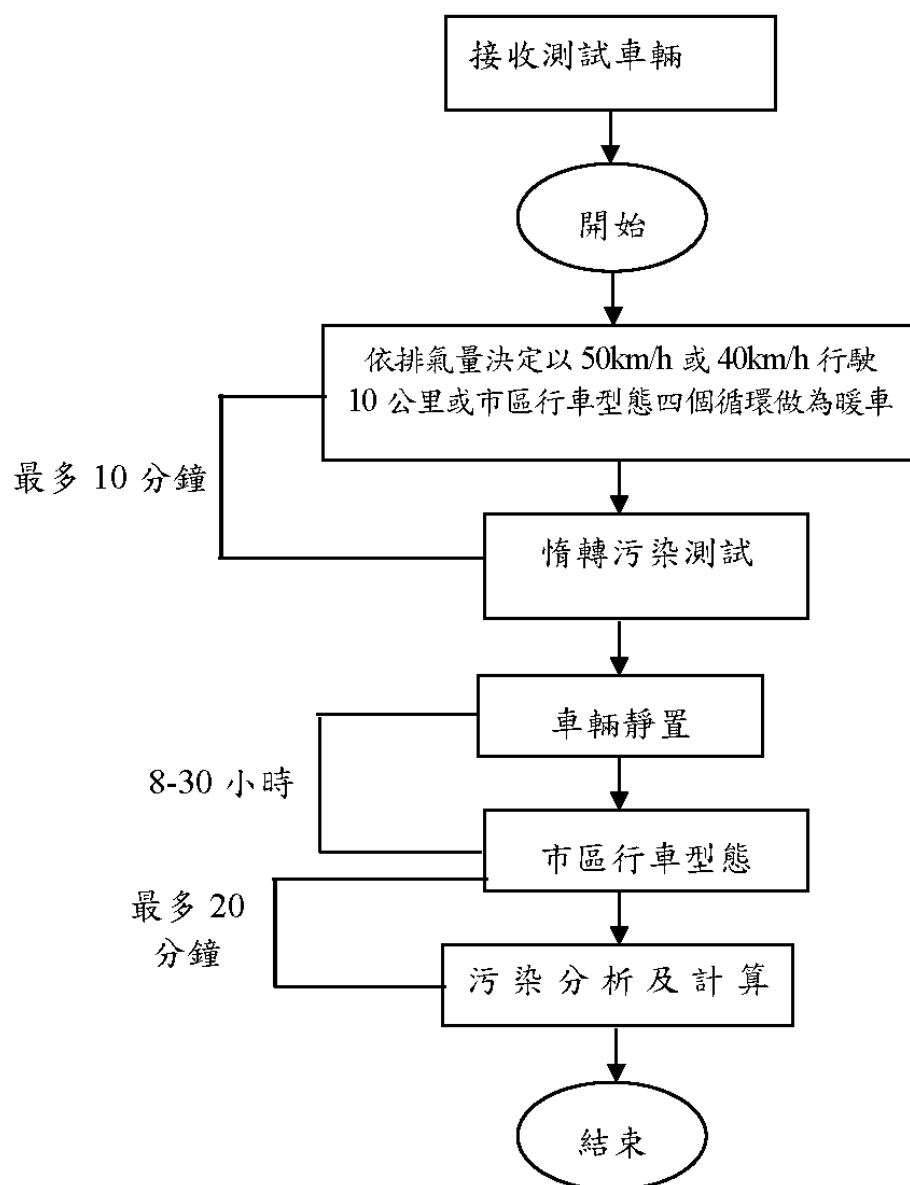 接收測試車輛
開始
依排氣量決定以 50km/h 或 40km/h 行駛
10 公里或市區行車型態四個循環做為暖車
最多 10 分鐘
惰轉污染測試
車輛靜置
8-30 小時
市區行車型態
最多 20
分鐘
污染分析及計算
結束